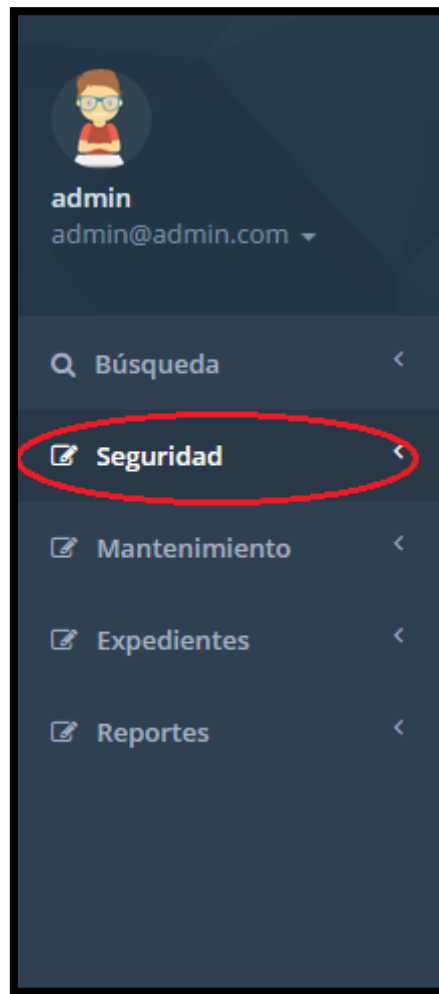 admin
admin@admin.com
Búsqueda
Seguridad
Mantenimiento
Expedientes
Reportes